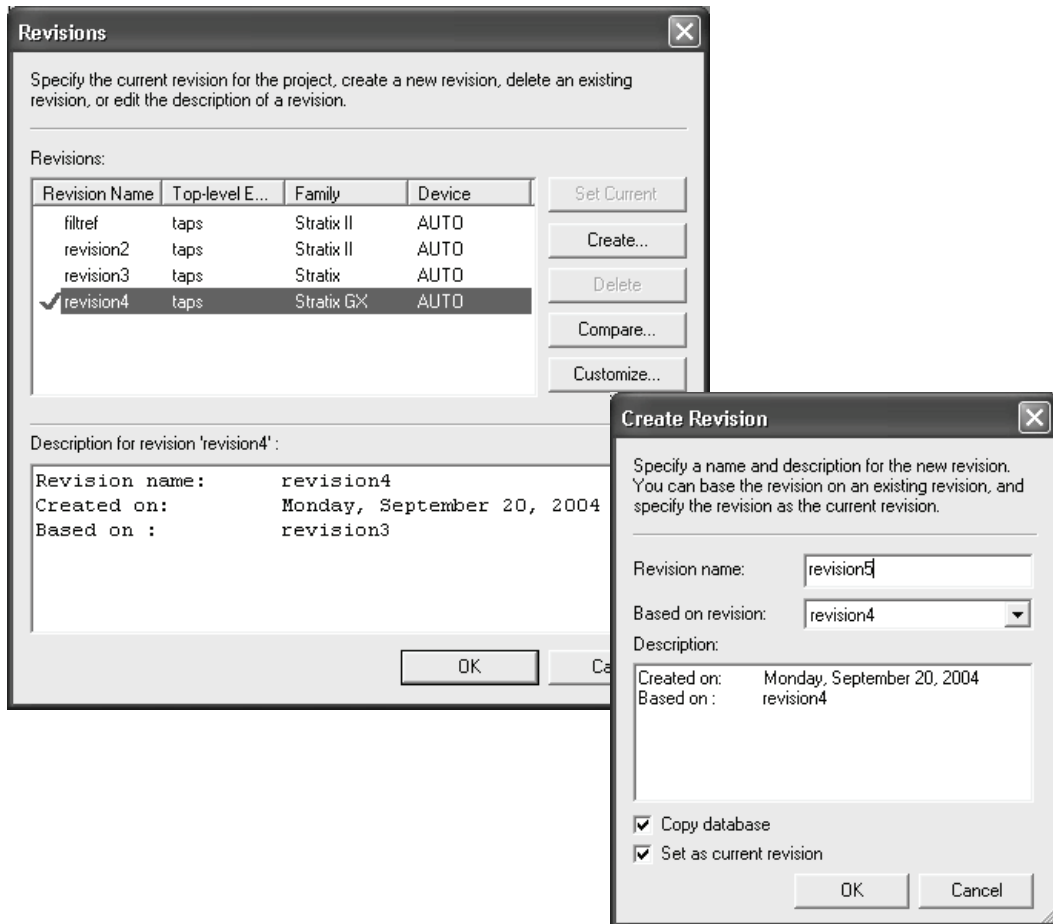 Revisions
Specify the current revision for the project, create a new revision, delete an existing
revision, or edit the description of a revision.
Revisions:
Revision Name Top-level E... Family Device
filtref taps Stratix II AUTO
revision2 taps Stratix II AUTO
revision3 taps Stratix AUTO
revision4 taps Stratix GX AUTO
Set Current
Create...
Delete
Compare...
Customize...
Description for revision 'revision4' :
Revision name: revision4
Created on: Monday, September 20, 2004
Based on : revision3
OK
Ca
Create Revision
Specify a name and description for the new revision.
You can base the revision on an existing revision, and
specify the revision as the current revision.
Revision name: revision5
Based on revision: revision4
Description:
Created on: Monday, September 20, 2004
Based on : revision4
Copy database
Set as current revision
OK Cancel